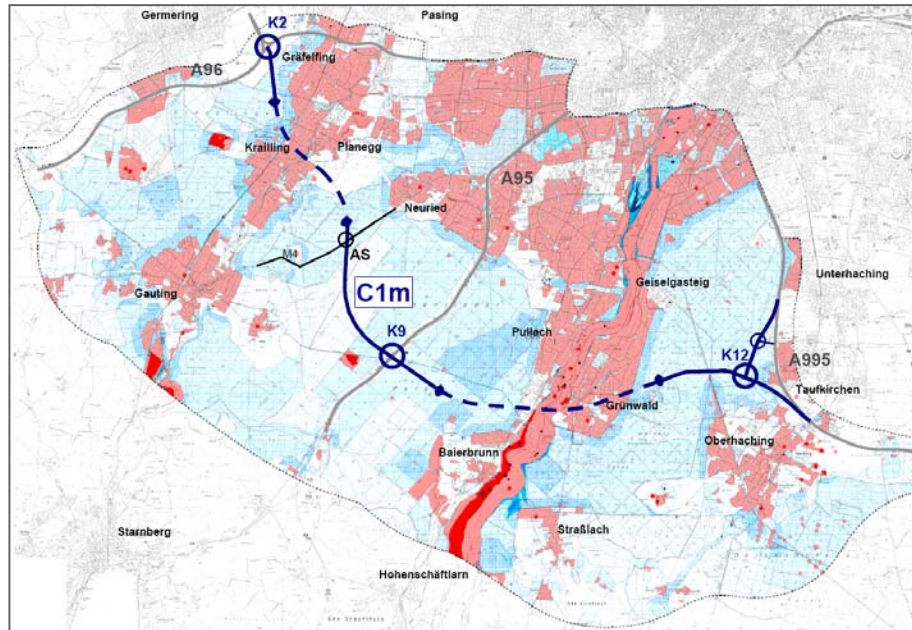 Germering
Pasing
K2
Gräfelfing
A96
Krailling
Planegg
A95
Neuried
M4
AS
Gauting
C1m
Geiselgasteig
Unterhaching
Pullach
K9
K12
A995
Taufkirchen
Grünwald
Oberhaching
Baierbrunn
Starnberg
Straßlach
Hohenschäftlarn